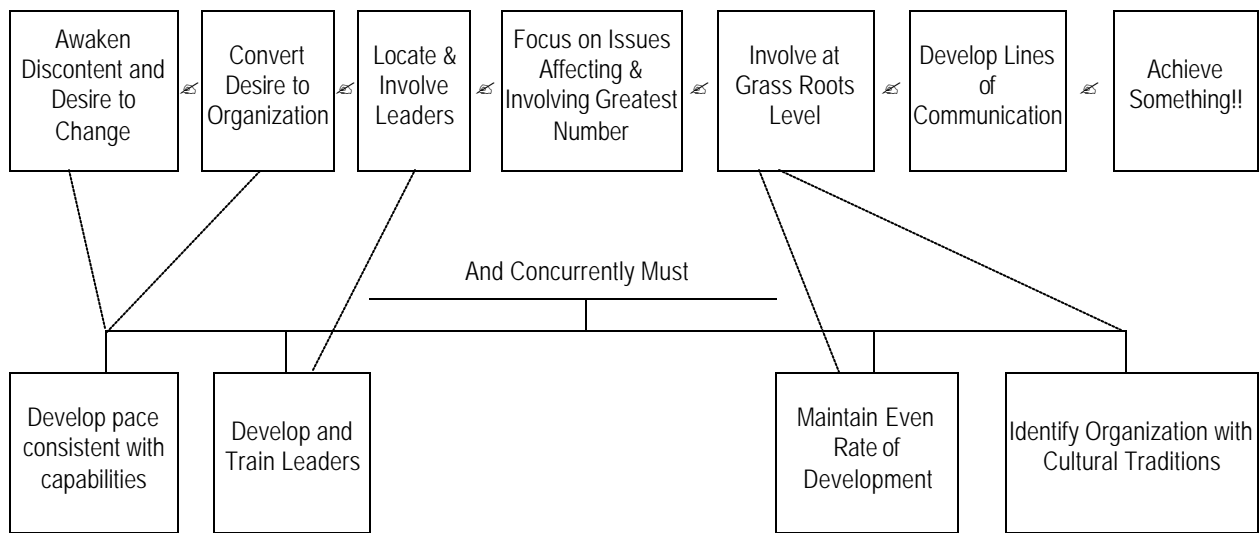 Awaken
Discontent and
Desire to
Change
Convert
Desire to
Organization
Locate &
Involve
Leaders
Focus on Issues
Affecting &
Involving Greatest
Number
Involve at
Grass Roots
Level
Develop Lines
of
Communication
Achieve
Something!!
And Concurrently Must
Develop pace
consistent with
capabilities
Develop and
Train Leaders
Maintain Even
Rate of
Development
Identify Organization with
Cultural Traditions